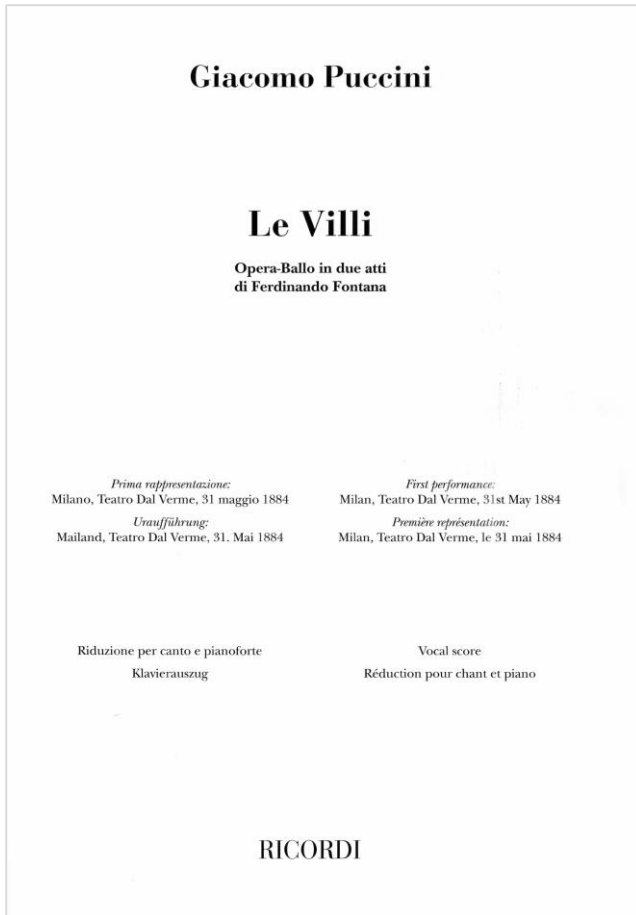 Giacomo Puccini
Le Villi
Opera-Ballo in due atti
di Ferdinando Fontana
Prima rappresentazione:
Milano, Teatro Dal Verme, 31 maggio 1884
Uraufführung:
Mailand, Teatro Dal Verme, 31. Mai 1884
First performance:
Milan, Teatro Dal Verme, 31st May 1884
Première représentation:
Milan, Teatro Dal Verme, le 31 mai 1884
Riduzione per canto e pianoforte
Klavierauszug
Vocal score
Réduction pour chant et piano
RICORDI